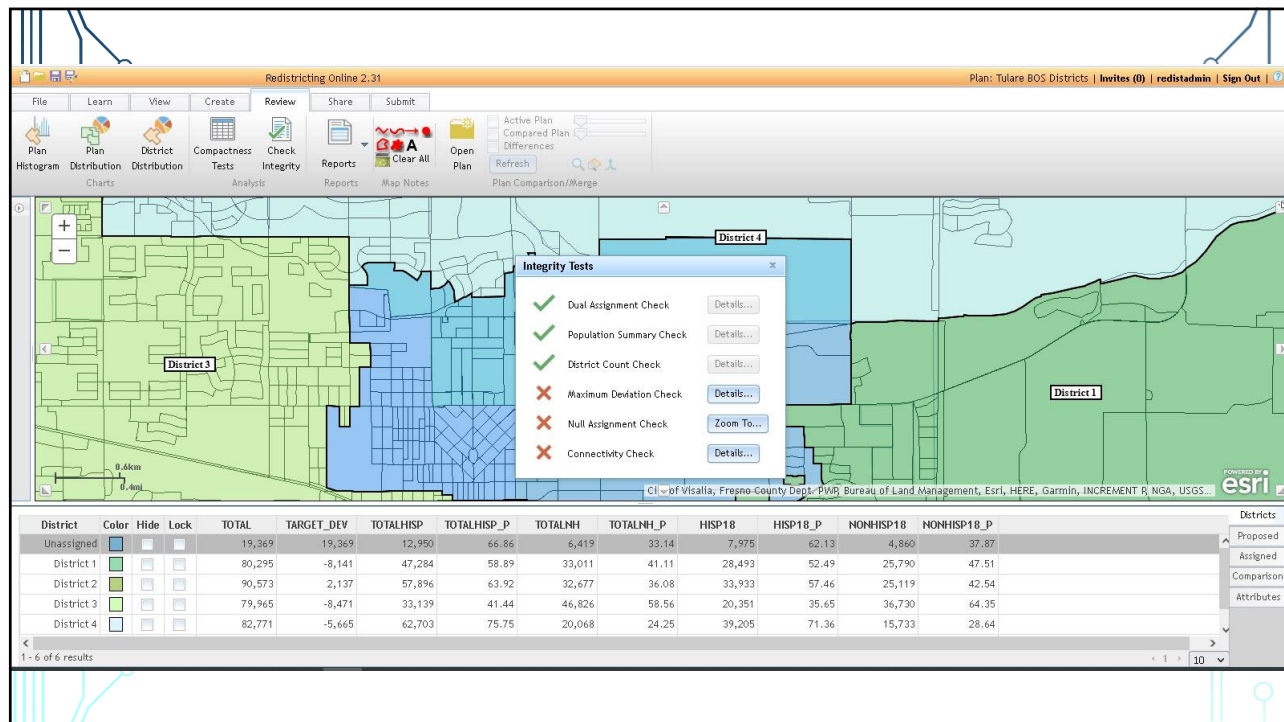 Redistricting Online 2.31
Plan: Tulare BOS Districts | Invites (0) | redistadmin | Sign Out |
File Learn View Create Review Share Submit
Plan Histogram
Plan Distribution
District Distribution
Charts
Compactness Tests
Check Integrity
Analysis
Reports
Reports
A
Clear All
Map Notes
Open Plan
Active Plan
Compared Plan
Differences
Refresh
Plan Comparison/Merge
+
−
District 4
District 3
District 1
Integrity Tests x
Dual Assignment Check Details...
Population Summary Check Details...
District Count Check Details...
Maximum Deviation Check Details...
Null Assignment Check Zoom To...
Connectivity Check Details...
0.6km
0.4mi
of Visalia, Fresno County Dept. PWP, Bureau of Land Management, Esri, HERE, Garmin, INCREMENT P, NGA, USGS...
POWERED BY
esri
District Color Hide Lock TOTAL TARGET_DEV TOTALHISP TOTALHISP_P TOTALNH TOTALNH_P HISP18 HISP18_P NONHISP18 NONHISP18_P
Unassigned 19,369 19,369 12,950 66.86 6,419 33.14 7,975 62.13 4,860 37.87
District 1 80,295 -8,141 47,284 58.89 33,011 41.11 28,493 52.49 25,790 47.51
District 2 90,573 2,137 57,896 63.92 32,677 36.08 33,933 57.46 25,119 42.54
District 3 79,965 -8,471 33,139 41.44 46,826 58.56 20,351 35.65 36,730 64.35
District 4 82,771 -5,665 62,703 75.75 20,068 24.25 39,205 71.36 15,733 28.64
1 - 6 of 6 results
1
10
Districts
Proposed
Assigned
Comparison
Attributes